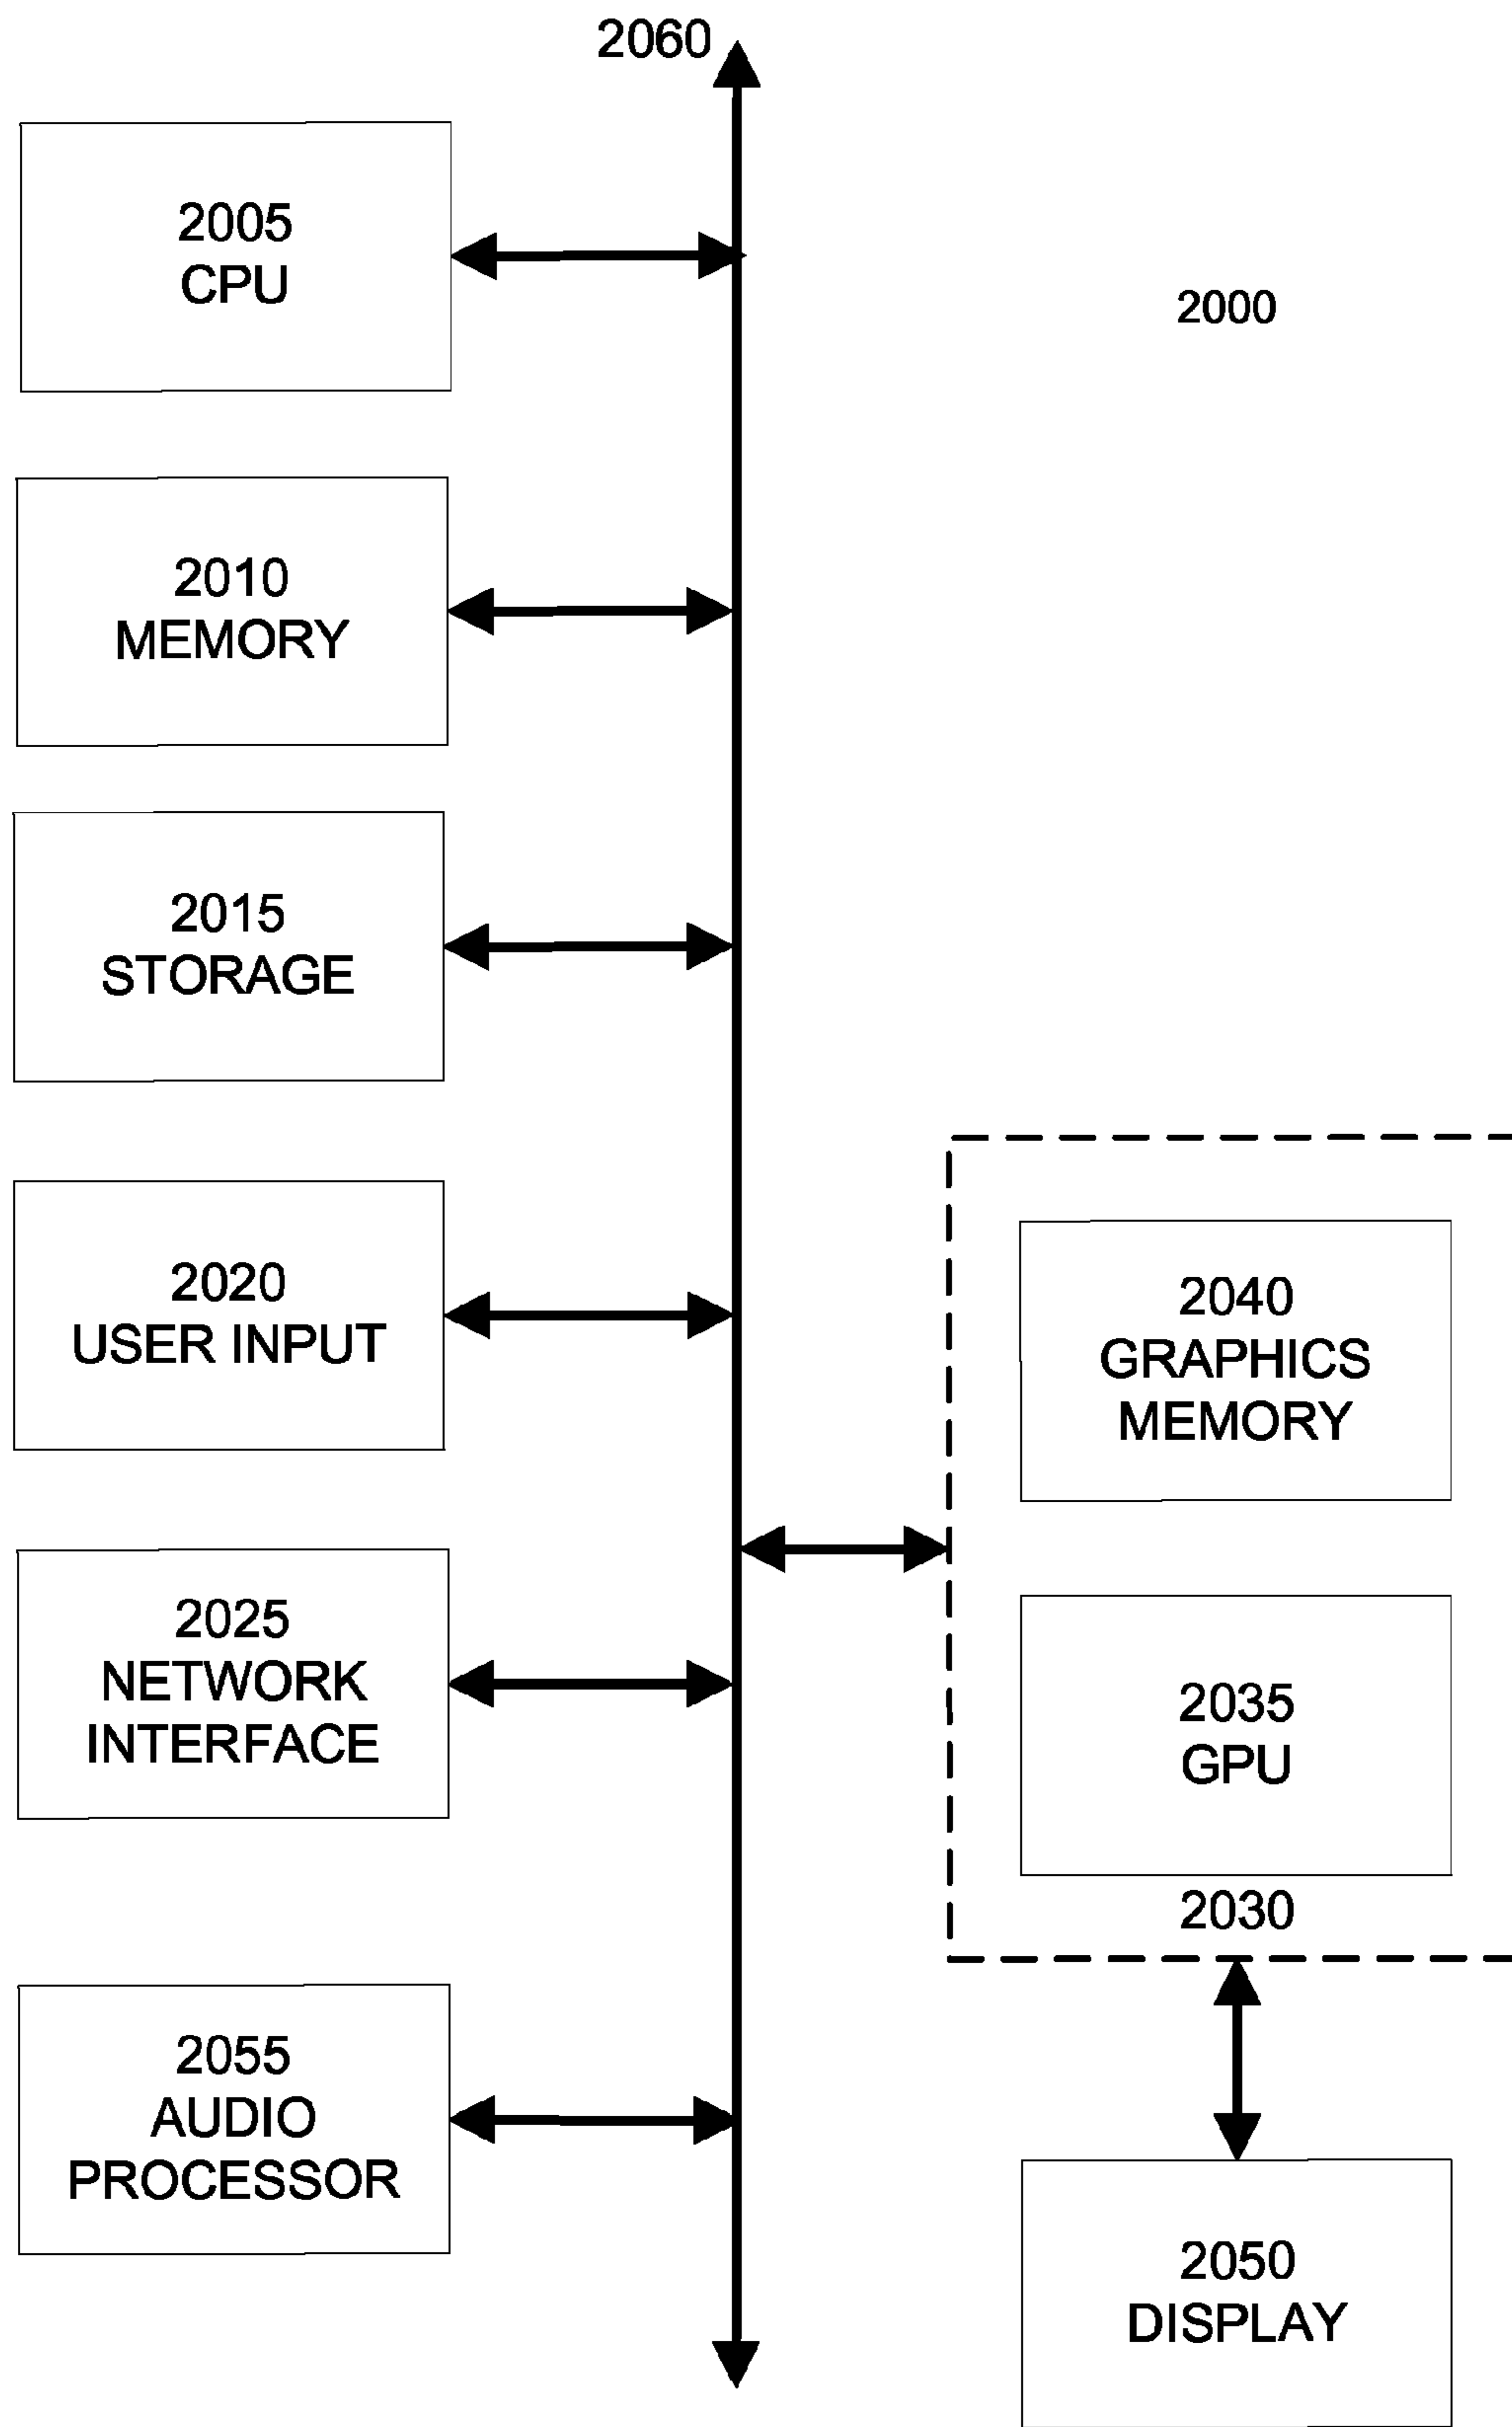 2060
2005
CPU
2000
2010
MEMORY
2015
STORAGE
2020
USER INPUT
2040
GRAPHICS
MEMORY
2025
NETWORK
INTERFACE
2035
GPU
2030
2055
AUDIO
PROCESSOR
2050
DISPLAY